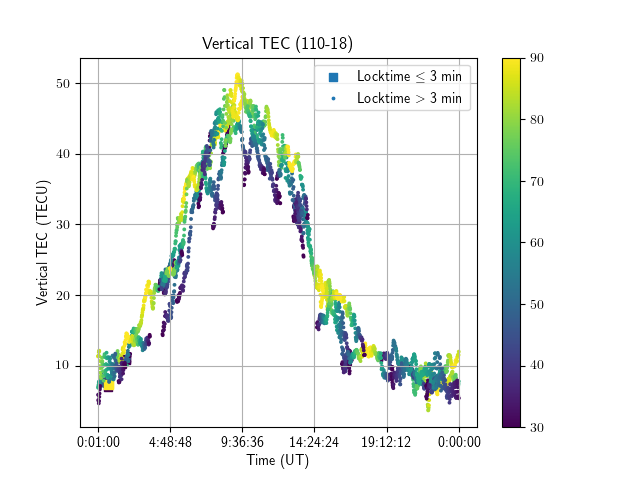 Vertical TEC (110-18)
Locktime ≤ 3 min
Locktime > 3 min
Vertical TEC (TECU)
50
40
30
20
10
0:01:00 4:48:48 9:36:36 14:24:24 19:12:12 0:00:00
Time (UT)
90
80
70
60
50
40
30